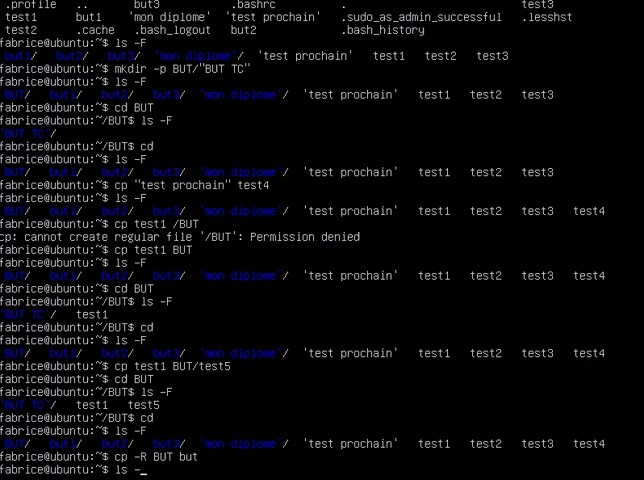 .profile .. but3 .bashrc . test3
test1 but1 'mon diplome' 'test prochain' .sudo_as_admin_successful .lesshst
test2 .cache .bash_logout but2 .bash_history
fabrice@ubuntu:~$ ls -F
BUT/ but1/ but2/ but3/ 'mon diplome'/ 'test prochain' test1 test2 test3
fabrice@ubuntu:~$ mkdir -p BUT/"BUT TC"
fabrice@ubuntu:~$ ls -F
BUT/ but1/ but2/ but3/ 'mon diplome'/ 'test prochain' test1 test2 test3
fabrice@ubuntu:~$ cd BUT
fabrice@ubuntu:~/BUT$ ls -F
'BUT TC'/
fabrice@ubuntu:~/BUT$ cd
fabrice@ubuntu:~$ ls -F
BUT/ but1/ but2/ but3/ 'mon diplome'/ 'test prochain' test1 test2 test3
fabrice@ubuntu:~$ cp "test prochain" test4
fabrice@ubuntu:~$ ls -F
BUT/ but1/ but2/ but3/ 'mon diplome'/ 'test prochain' test1 test2 test3 test4
fabrice@ubuntu:~$ cp test1 /BUT
cp: cannot create regular file '/BUT': Permission denied
fabrice@ubuntu:~$ cp test1 BUT
fabrice@ubuntu:~$ ls -F
BUT/ but1/ but2/ but3/ 'mon diplome'/ 'test prochain' test1 test2 test3 test4
fabrice@ubuntu:~$ cd BUT
fabrice@ubuntu:~/BUT$ ls -F
'BUT TC'/ test1
fabrice@ubuntu:~/BUT$ cd
fabrice@ubuntu:~$ ls -F
BUT/ but1/ but2/ but3/ 'mon diplome'/ 'test prochain' test1 test2 test3 test4
fabrice@ubuntu:~$ cp test1 BUT/test5
fabrice@ubuntu:~$ cd BUT
fabrice@ubuntu:~/BUT$ ls -F
'BUT TC'/ test1 test5
fabrice@ubuntu:~/BUT$ cd
fabrice@ubuntu:~$ ls -F
BUT/ but1/ but2/ but3/ 'mon diplome'/ 'test prochain' test1 test2 test3 test4
fabrice@ubuntu:~$ cp -R BUT but
fabrice@ubuntu:~$ ls -_